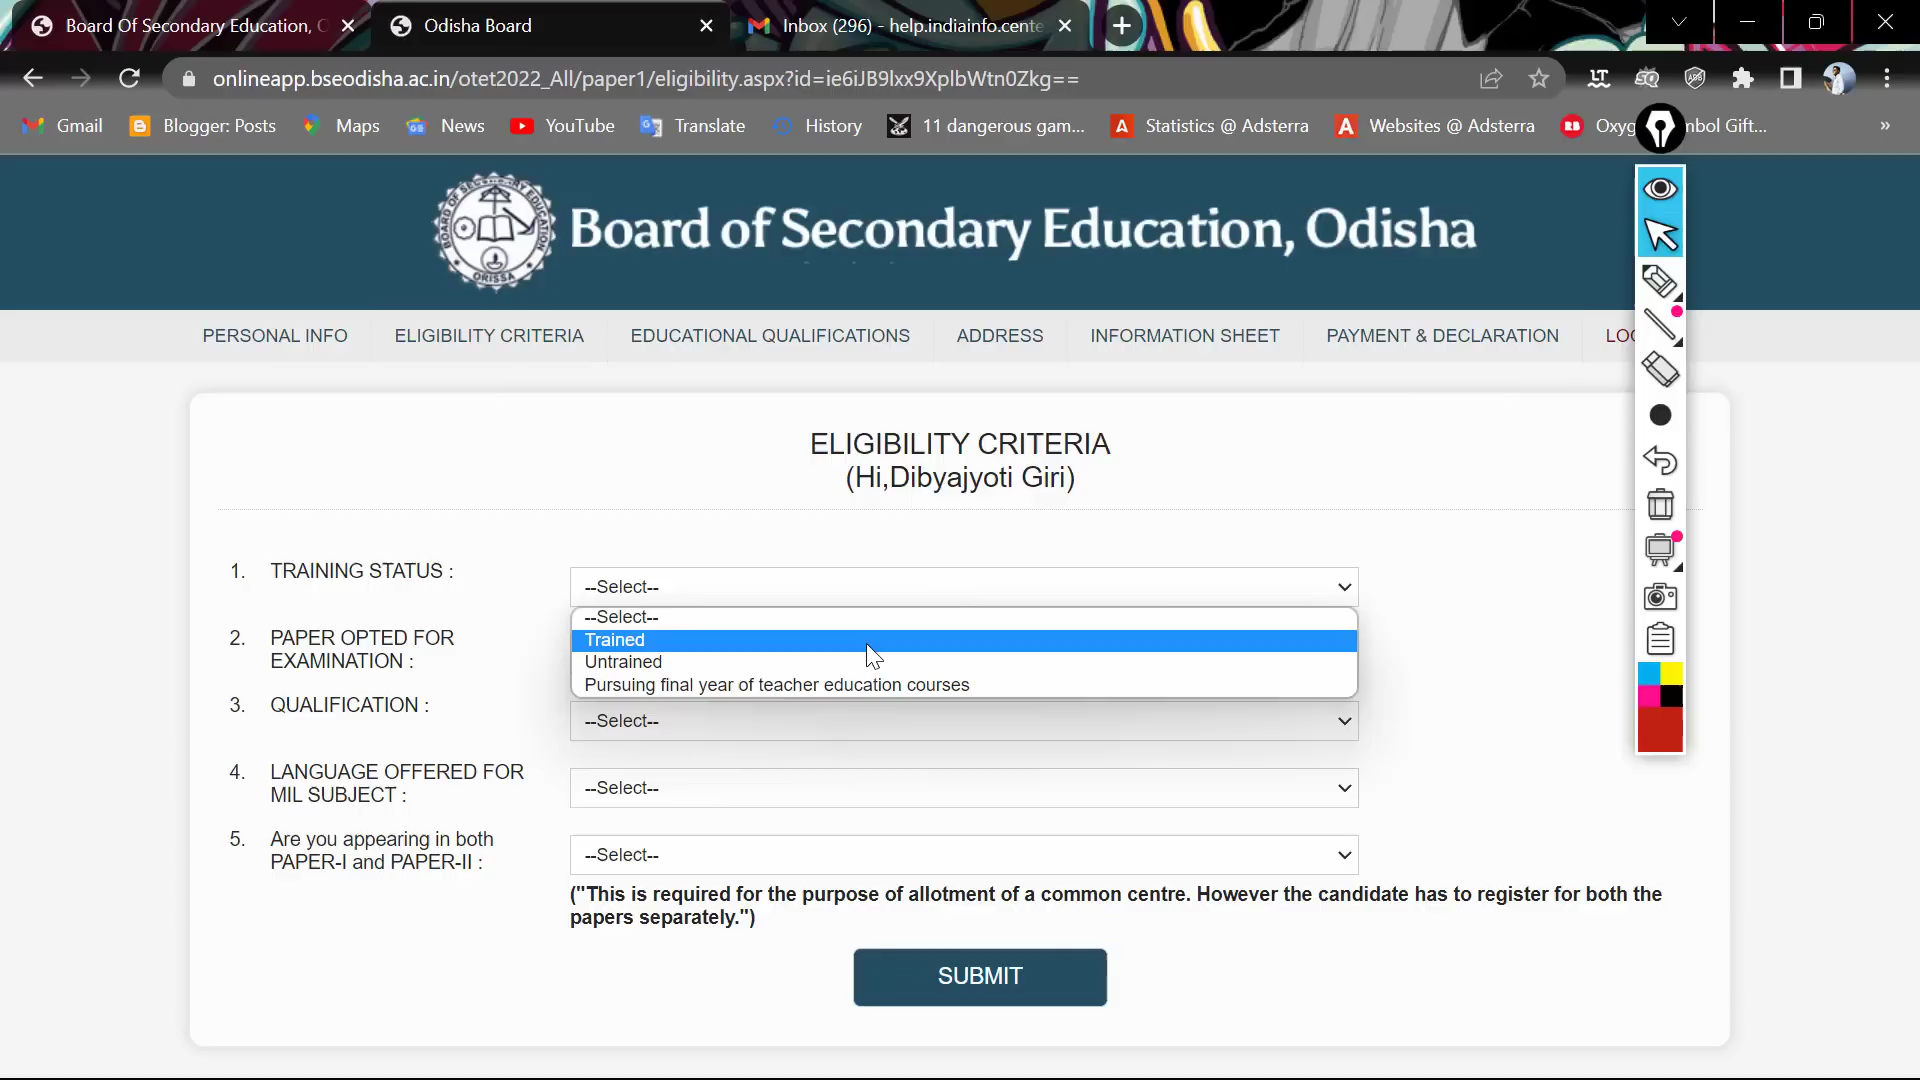 Board Of Secondary Education, O
Odisha Board
Inbox (296) - help.indiainfo.cente
onlineapp.bseodisha.ac.in/otet2022_All/paper1/eligibility.aspx?id=ie6iJB9lxx9XplbWtn0Zkg==
Gmail
Blogger: Posts
Maps
News
YouTube
Translate
History
11 dangerous gam...
Statistics @ Adsterra
Websites @ Adsterra
Oxyg mbol Gift...
»
BOARD OF SECONDARY EDUCATION
ORISSA
Board of Secondary Education, Odisha
PERSONAL INFO
ELIGIBILITY CRITERIA
EDUCATIONAL QUALIFICATIONS
ADDRESS
INFORMATION SHEET
PAYMENT & DECLARATION
LO
ELIGIBILITY CRITERIA
(Hi,Dibyajyoti Giri)
1. TRAINING STATUS :
--Select--
--Select--
Trained
Untrained
Pursuing final year of teacher education courses
2. PAPER OPTED FOR
EXAMINATION :
3. QUALIFICATION :
--Select--
4. LANGUAGE OFFERED FOR
MIL SUBJECT :
--Select--
5. Are you appearing in both
PAPER-I and PAPER-II :
--Select--
("This is required for the purpose of allotment of a common centre. However the candidate has to register for both the
papers separately.")
SUBMIT